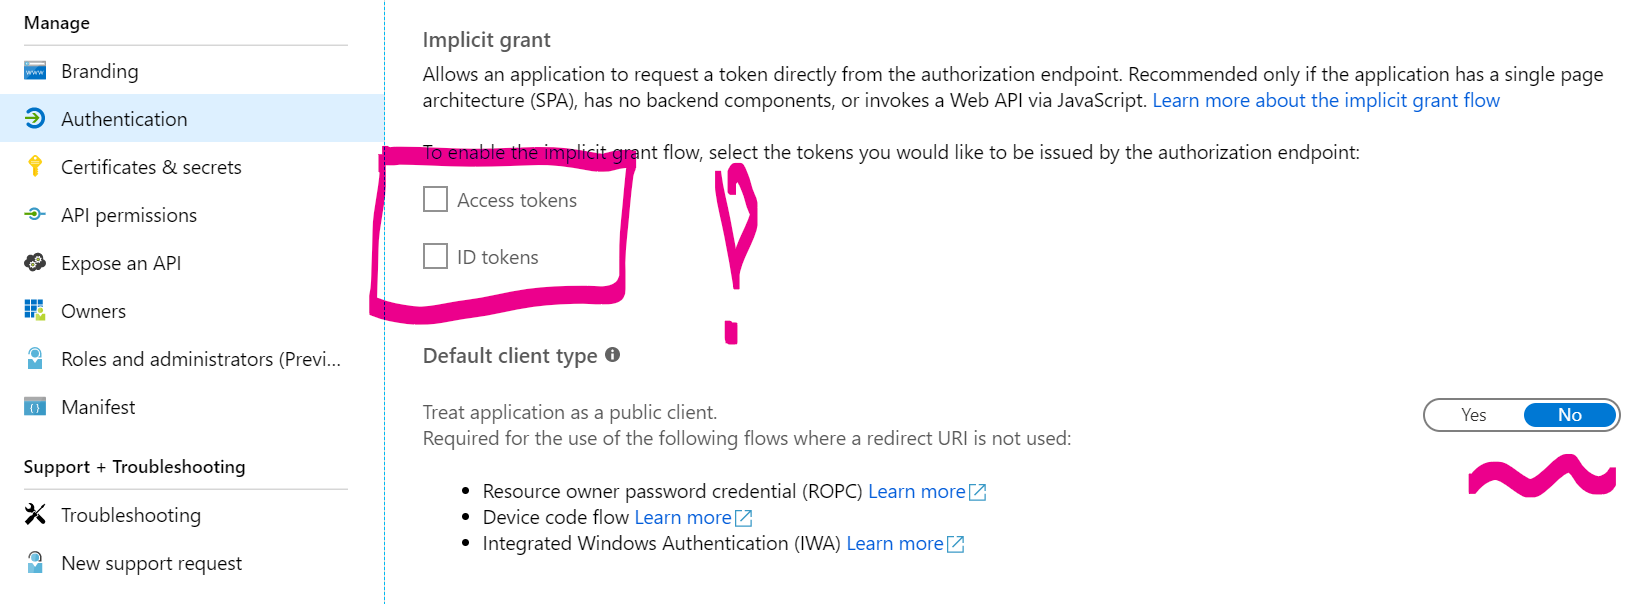 Manage
Branding
Authentication
Certificates & secrets
API permissions
Expose an API
Owners
Roles and administrators (Previ...
Manifest
Support + Troubleshooting
Troubleshooting
New support request
Implicit grant
Allows an application to request a token directly from the authorization endpoint. Recommended only if the application has a single page
architecture (SPA), has no backend components, or invokes a Web API via JavaScript. Learn more about the implicit grant flow
To enable the implicit grant flow, select the tokens you would like to be issued by the authorization endpoint:
Access tokens
ID tokens
!
Default client type
Treat application as a public client.
Required for the use of the following flows where a redirect URI is not used:
Yes No
• Resource owner password credential (ROPC) Learn more
• Device code flow Learn more
• Integrated Windows Authentication (IWA) Learn more